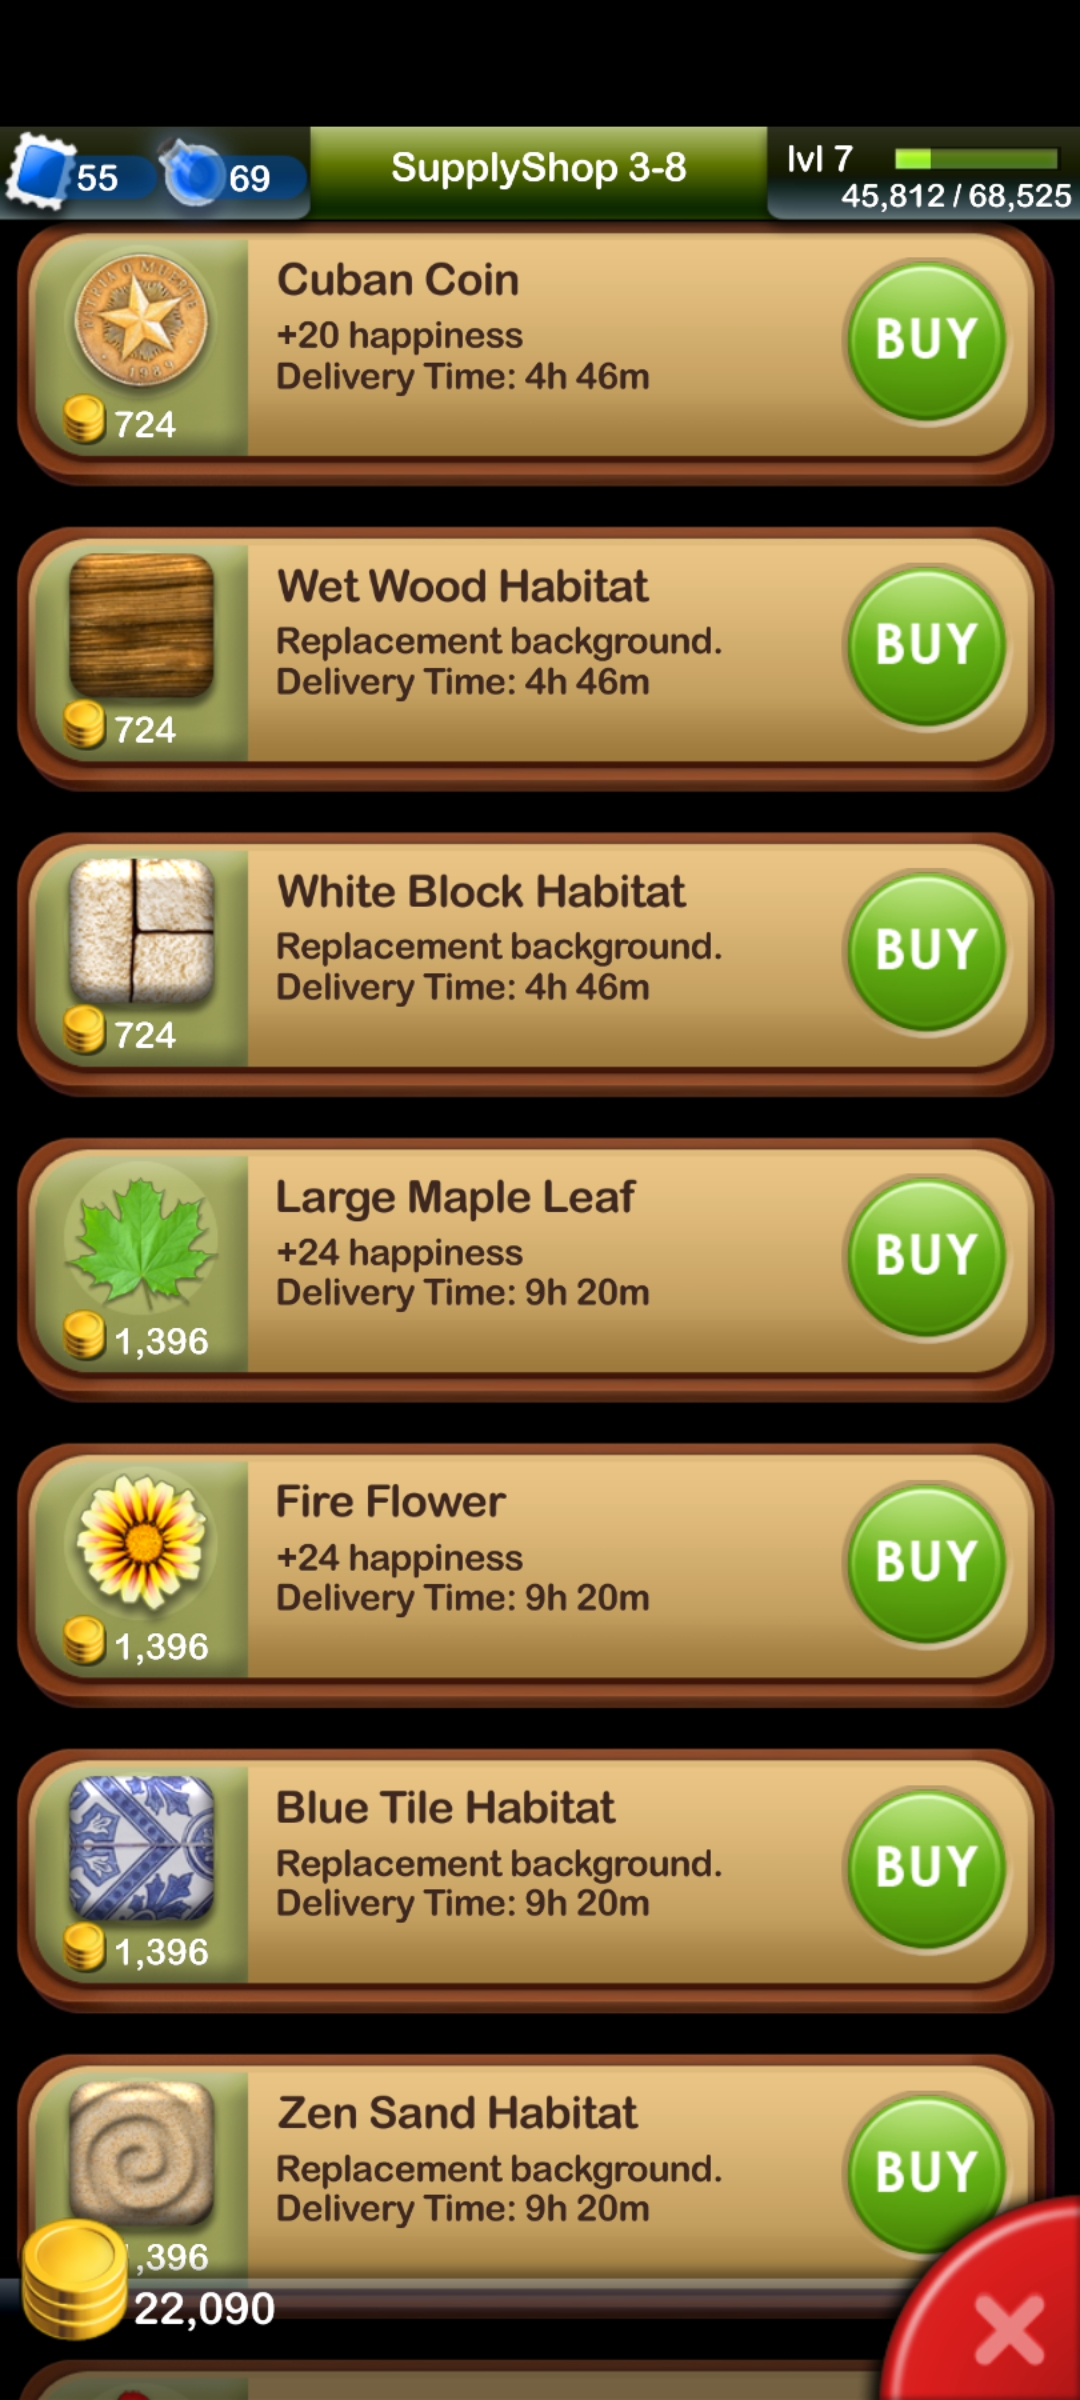 55
69
SupplyShop 3-8
lvl 7
45,812 / 68,525
Cuban Coin
+20 happiness
Delivery Time: 4h 46m
724
BUY
Wet Wood Habitat
Replacement background.
Delivery Time: 4h 46m
724
BUY
White Block Habitat
Replacement background.
Delivery Time: 4h 46m
724
BUY
Large Maple Leaf
+24 happiness
Delivery Time: 9h 20m
1,396
BUY
Fire Flower
+24 happiness
Delivery Time: 9h 20m
1,396
BUY
Blue Tile Habitat
Replacement background.
Delivery Time: 9h 20m
1,396
BUY
Zen Sand Habitat
Replacement background.
Delivery Time: 9h 20m
,396
BUY
22,090